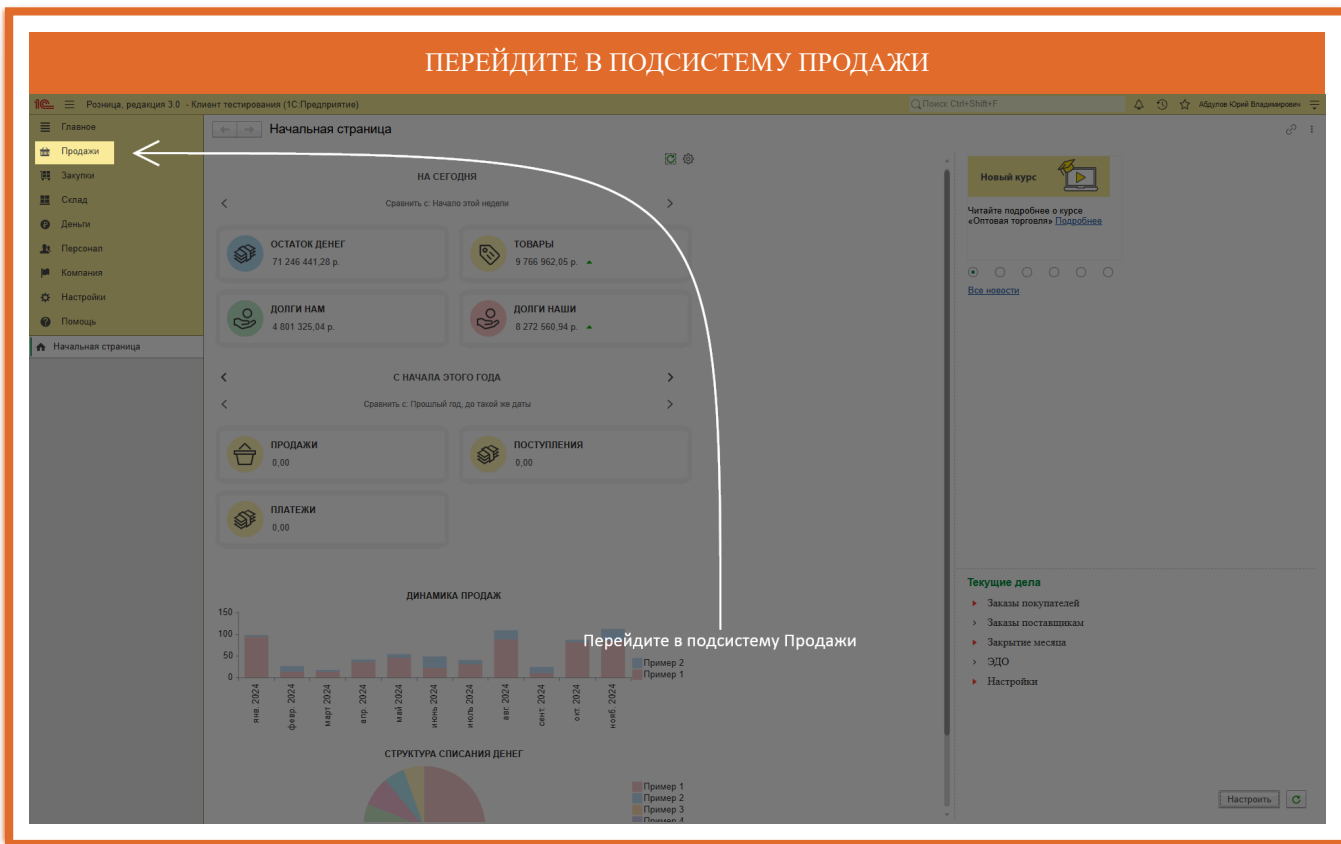 ПЕРЕЙДИТЕ В ПОДСИСТЕМУ ПРОДАЖИ
1С Розница, редакция 3.0 - Клиент тестирования (1С:Предприятие)
Поиск Ctrl+Shift+F
Абдулов Юрий Владимирович
Главное
Продажи
Закупки
Склад
Деньги
Персонал
Компания
Настройки
Помощь
Начальная страница
Начальная страница
НА СЕГОДНЯ
Сравнить с: Начало этой недели
ОСТАТОК ДЕНЕГ
71 246 441,28 р.
ТОВАРЫ
9 766 962,05 р.
ДОЛГИ НАМ
4 801 325,04 р.
ДОЛГИ НАШИ
8 272 560,94 р.
С НАЧАЛА ЭТОГО ГОДА
Сравнить с: Прошлый год, до такой же даты
ПРОДАЖИ
0,00
ПОСТУПЛЕНИЯ
0,00
ПЛАТЕЖИ
0,00
ДИНАМИКА ПРОДАЖ
150
100
50
0
янв. 2024
февр. 2024
март 2024
апр. 2024
май 2024
июнь 2024
июль 2024
авг. 2024
сент. 2024
окт. 2024
нояб. 2024
Перейдите в подсистему Продажи
Пример 2
Пример 1
СТРУКТУРА СПИСАНИЯ ДЕНЕГ
Пример 1
Пример 2
Пример 3
Пример 4
Новый курс
Читайте подробнее о курсе
«Оптовая торговля» Подробнее
Все новости
Текущие дела
Заказы покупателей
Заказы поставщикам
Закрытие месяца
ЭДО
Настройки
Настроить